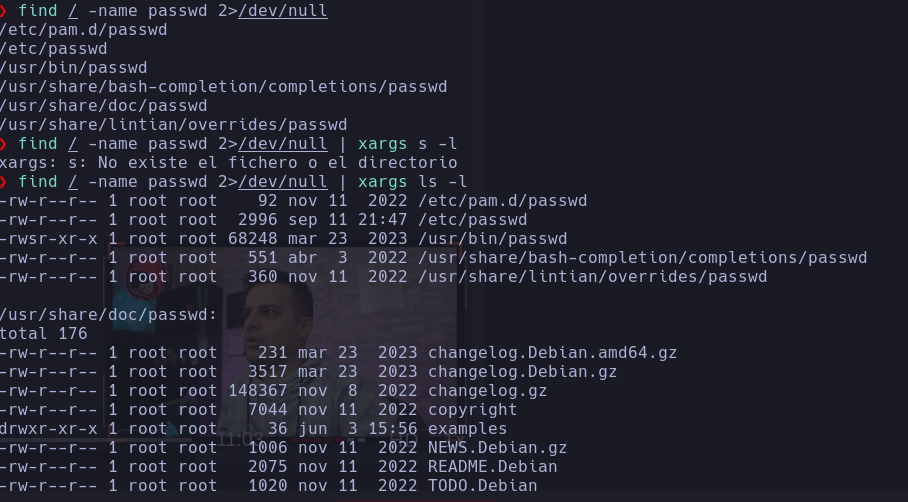 ❯ find / -name passwd 2>/dev/null
/etc/pam.d/passwd
/etc/passwd
/usr/bin/passwd
/usr/share/bash-completion/completions/passwd
/usr/share/doc/passwd
/usr/share/lintian/overrides/passwd
❯ find / -name passwd 2>/dev/null | xargs s -l
xargs: s: No existe el fichero o el directorio
❯ find / -name passwd 2>/dev/null | xargs ls -l
-rw-r--r-- 1 root root    92 nov 11  2022 /etc/pam.d/passwd
-rw-r--r-- 1 root root  2996 sep 11 21:47 /etc/passwd
-rwsr-xr-x 1 root root 68248 mar 23  2023 /usr/bin/passwd
-rw-r--r-- 1 root root   551 abr  3  2022 /usr/share/bash-completion/completions/passwd
-rw-r--r-- 1 root root   360 nov 11  2022 /usr/share/lintian/overrides/passwd
/usr/share/doc/passwd:
total 176
-rw-r--r-- 1 root root    231 mar 23  2023 changelog.Debian.amd64.gz
-rw-r--r-- 1 root root   3517 mar 23  2023 changelog.Debian.gz
-rw-r--r-- 1 root root 148367 nov  8  2022 changelog.gz
-rw-r--r-- 1 root root   7044 nov 11  2022 copyright
drwxr-xr-x 1 root root     36 jun  3 15:56 examples
11:03
HD
-rw-r--r-- 1 root root   1006 nov 11  2022 NEWS.Debian.gz
-rw-r--r-- 1 root root   2075 nov 11  2022 README.Debian
-rw-r--r-- 1 root root   1020 nov 11  2022 TODO.Debian